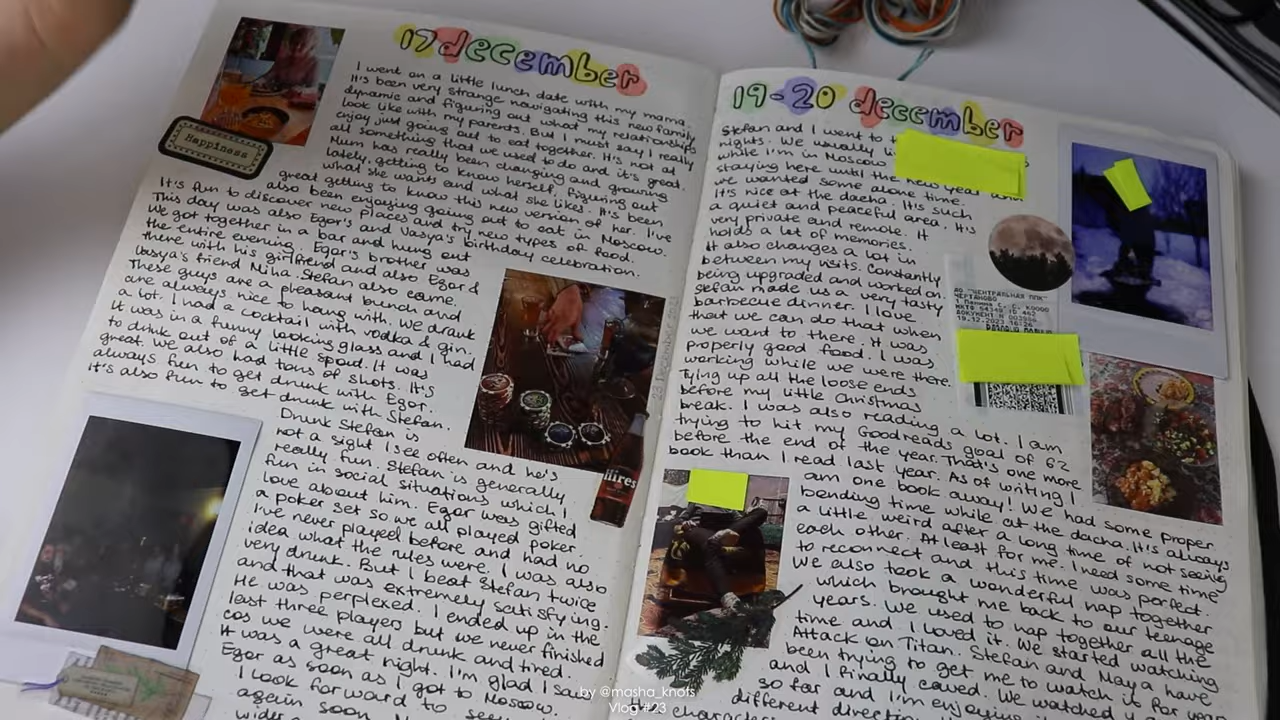 17 december
I went on a little lunch date with my mama.
It's been very strange navigating this new family
dynamic and figuring out what my relationships
look like with my parents. But I must say I really
enjoy just going out to eat together. It's not at
all something that we used to do and it's great.
Mum has really been changing and growing
lately, getting to know herself, figuring out
what she wants and what she likes. It's been
great getting to know this new version of her. I've
also been enjoying going out to eat in Moscow.
It's fun to discover new places and try new types of food.
This day was also Egor's and Vasya's birthday celebration.
We got together in a bar and hung out
the entire evening. Egor's brother was
there with his girlfriend and also Egor &
Vasya's friend Niha. Stefan also came.
These guys are a pleasant bunch and
are always nice to hang with. We drank
a lot. I had a cocktail with vodka & gin.
It was in a funny looking glass and I had
to drink out of a little spout. It was
great. We also had tons of shots. It's
always fun to get drunk with Egor.
It's also fun to get drunk with Stefan.
Drunk Stefan is
not a sight I see often and he's
really fun. Stefan is generally
fun in social situations which I
love about him. Egor was gifted
a poker set so we all played poker.
I've never played before and had no
idea what the rules were. I was also
very drunk. But I beat Stefan twice
and that was extremely satisfying.
He was perplexed. I ended up in the
last three players but we never finished
cos we were all drunk and tired.
It was a great night. I'm glad I saw
Egor as soon as I got to Moscow.
I look forward to seeing
again soon.
Happiness
Hires
23 December 2023
19-20 december
Stefan and I went to
nights. We usually
while I'm in Moscow
staying here until the new year and
we wanted some alone time.
It's nice at the dacha. It's such
a quiet and peaceful area. It's
very private and remote. It
holds a lot of memories.
It also changes a lot in
between my visits. Constantly
being upgraded and worked on.
Stefan made us a very tasty
barbecue dinner. I love
that we can do that when
we want to there. It was
properly good food. I was
working while we were there.
Tying up all the loose ends
before my little Christmas
break. I was also reading a lot. I am
trying to hit my Goodreads goal of 62
before the end of the year. That's one more
book than I read last year. As of writing I
am one book away! We had some proper
bonding time while at the dacha. It's always
a little weird after a long time of not seeing
each other. At least for me. I need some time
to reconnect and this time was perfect.
We also took a wonderful nap together
which brought me back to our teenage
years. We used to nap together all the
time and I loved it. We started watching
Attack on Titan. Stefan and Maya have
been trying to get me to watch it for
and I finally caved. We watched
so far and I'm enjoying
different
АО "ЦЕНТРАЛЬНАЯ ППК"
ЧЕРТАНОВО
19.12.2023
by @masha_knots
Vlog #23